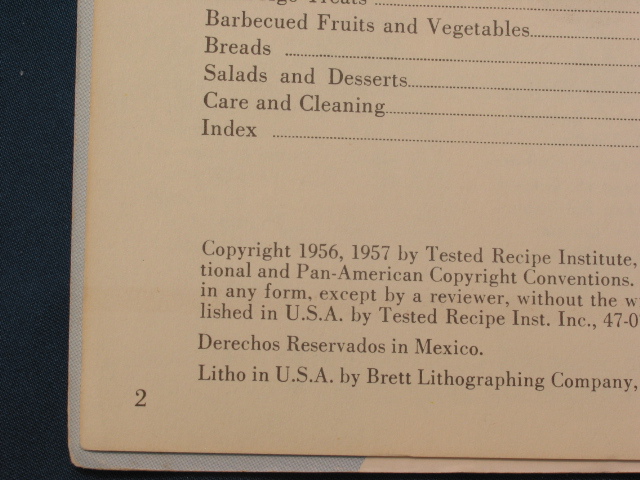 Treats
Barbecued Fruits and Vegetables
Breads
Salads and Desserts
Care and Cleaning
Index
Copyright 1956, 1957 by Tested Recipe Institute,
tional and Pan-American Copyright Conventions.
in any form, except by a reviewer, without the
lished in U.S.A. by Tested Recipe Inst. Inc., 47-0
Derechos Reservados in Mexico.
Litho in U.S.A. by Brett Lithographing Company,
2